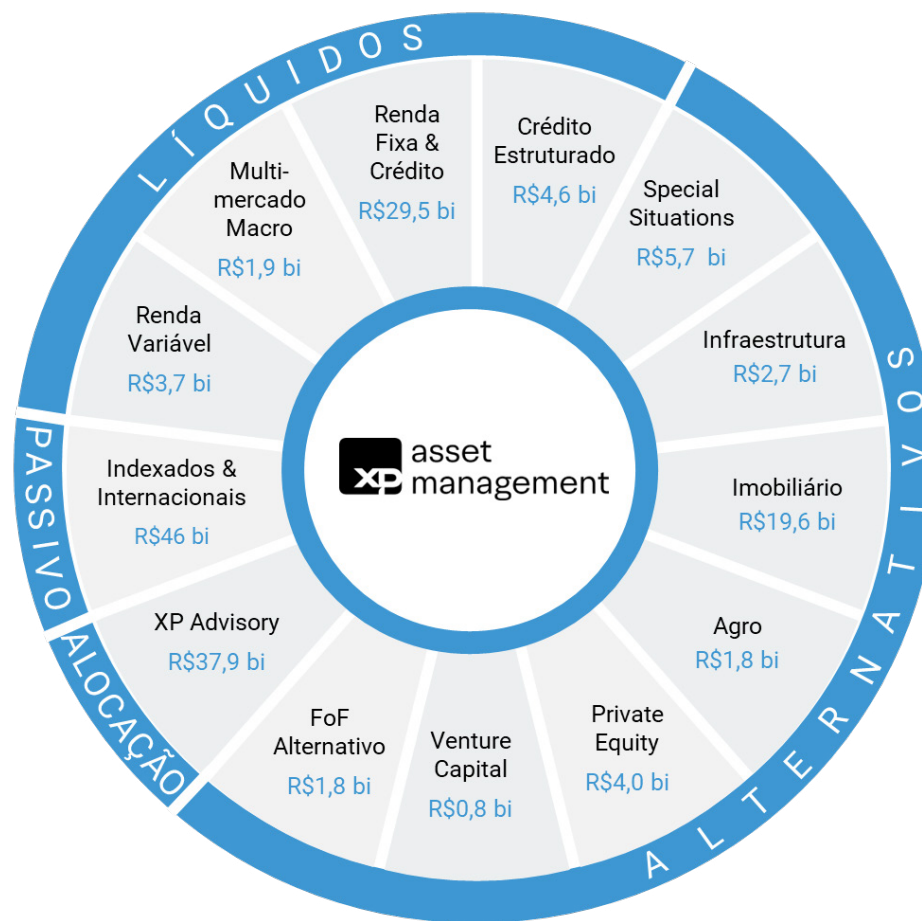 LÍQUIDOS
Renda
Fixa &
Crédito
R$29,5 bi
Crédito
Estruturado
R$4,6 bi
Multi-
mercado
Macro
R$1,9 bi
Special
Situations
R$5,7 bi
Renda
Variável
R$3,7 bi
Infraestrutura
R$2,7 bi
ALTERNATIVOS
PASSIVO
Indexados &
Internacionais
R$46 bi
XP asset
management
Imobiliário
R$19,6 bi
ALOCAÇÃO
XP Advisory
R$37,9 bi
Agro
R$1,8 bi
FoF
Alternativo
R$1,8 bi
Venture
Capital
R$0,8 bi
Private
Equity
R$4,0 bi